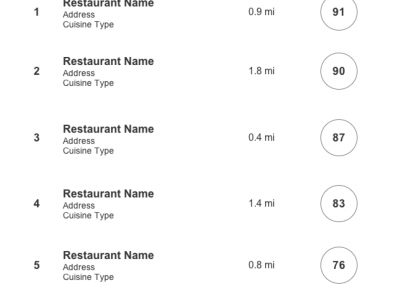 Restaurant Name
1 0.9 mi 91
Address
Cuisine Type
Restaurant Name
2 1.8 mi 90
Address
Cuisine Type
Restaurant Name
3 0.4 mi 87
Address
Cuisine Type
Restaurant Name
4 1.4 mi 83
Address
Cuisine Type
Restaurant Name
5 0.8 mi 76
Address
Cuisine Type